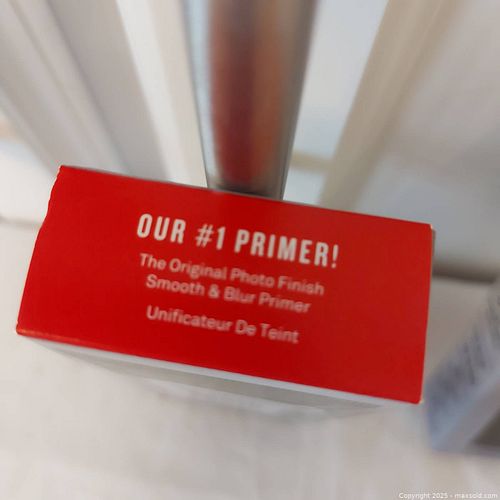 OUR #1 PRIMER!
The Original Photo Finish
Smooth & Blur Primer
Unificateur De Teint
Copyright 2025 - maxsold.com